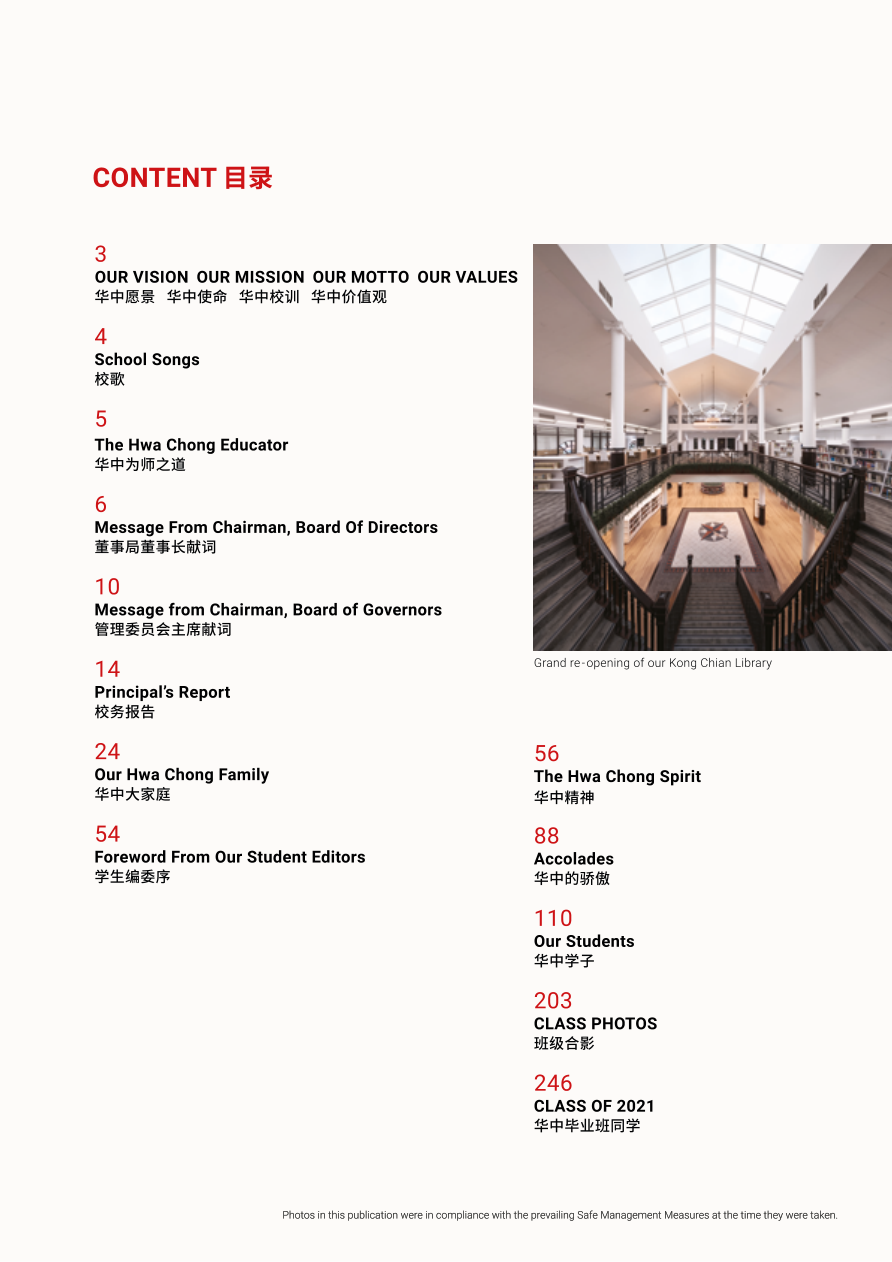 CONTENT 目录
3
OUR VISION OUR MISSION OUR MOTTO OUR VALUES
华中愿景 华中使命 华中校训 华中价值观
4
School Songs
校歌
5
The Hwa Chong Educator
华中为师之道
6
Message From Chairman, Board Of Directors
董事局董事长献词
10
Message from Chairman, Board of Governors
管理委员会主席献词
14
Principal’s Report
校务报告
24
Our Hwa Chong Family
华中大家庭
54
Foreword From Our Student Editors
学生编委序
Grand re-opening of our Kong Chian Library
56
The Hwa Chong Spirit
华中精神
88
Accolades
华中的骄傲
110
Our Students
华中学子
203
CLASS PHOTOS
班级合影
246
CLASS OF 2021
华中毕业班同学
Photos in this publication were in compliance with the prevailing Safe Management Measures at the time they were taken.